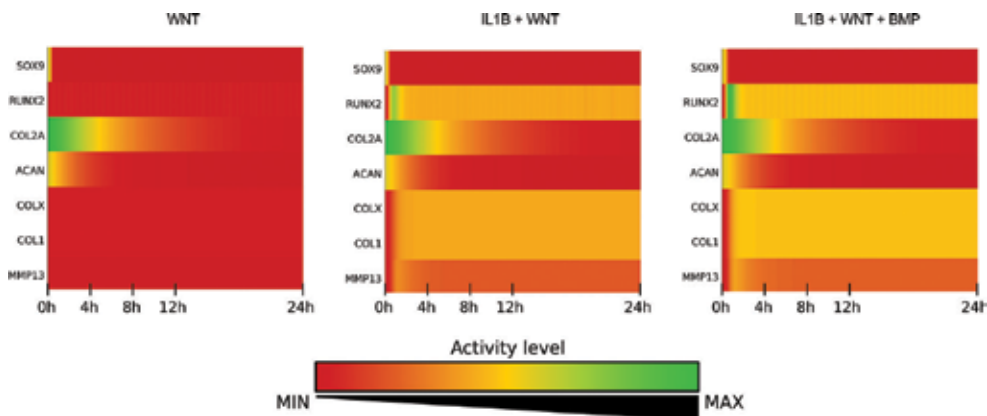 WNT
SOX9
RUNX2
COL2A
ACAN
COLX
COL1
MMP13
0h 4h 8h 12h 24h
IL1B + WNT
SOX9
RUNX2
COL2A
ACAN
COLX
COL1
MMP13
0h 4h 8h 12h 24h
IL1B + WNT + BMP
SOX9
RUNX2
COL2A
ACAN
COLX
COL1
MMP13
0h 4h 8h 12h 24h
Activity level
MIN MAX